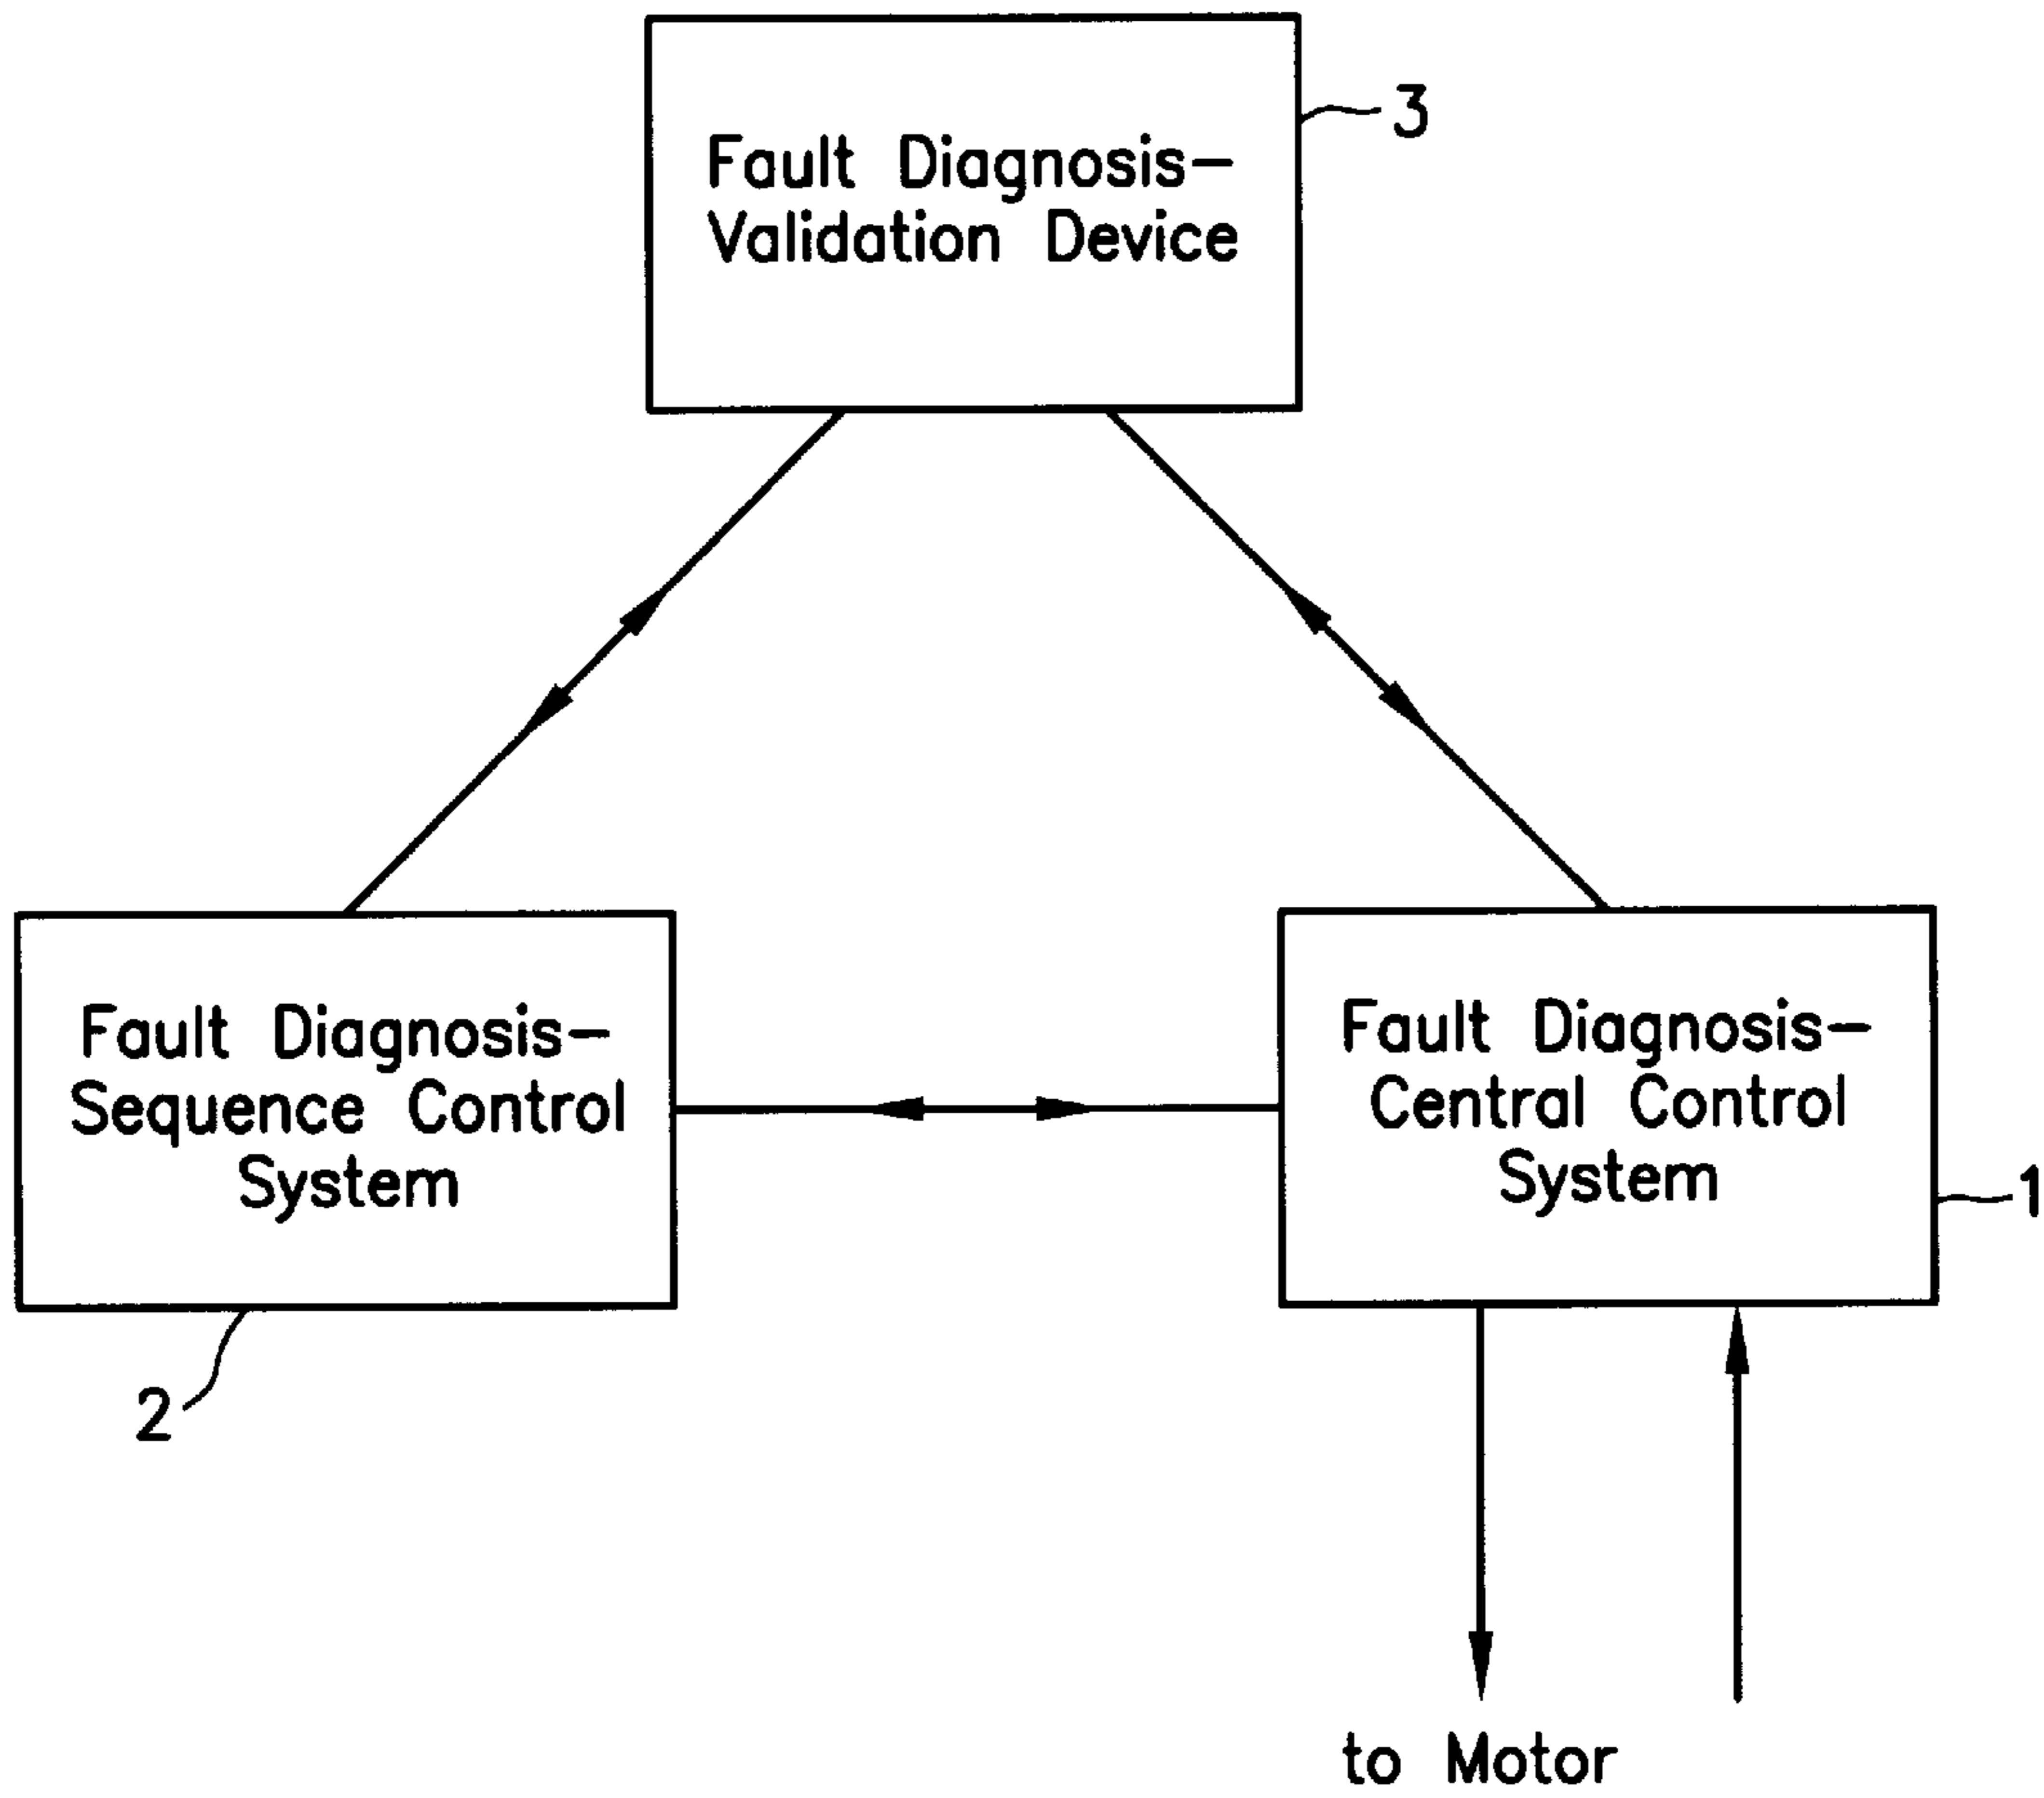 3
Fault Diagnosis-
Validation Device
Fault Diagnosis-
Sequence Control
System
2
Fault Diagnosis-
Central Control
System
1
to Motor